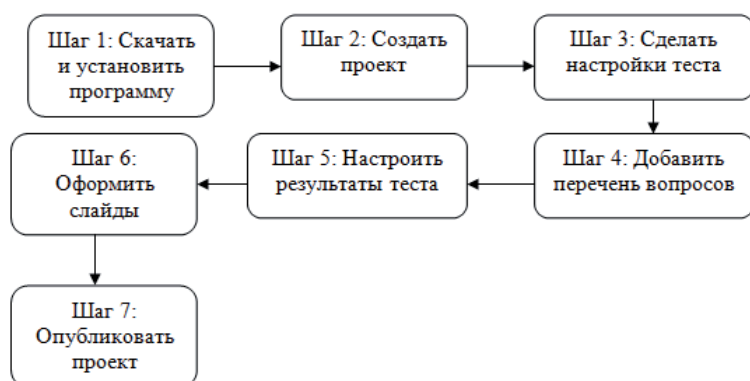 Шаг 1: Скачать
и установить
программу
Шаг 2: Создать
проект
Шаг 3: Сделать
настройки теста
Шаг 4: Добавить
перечень вопросов
Шаг 5: Настроить
результаты теста
Шаг 6:
Оформить
слайды
Шаг 7:
Опубликовать
проект